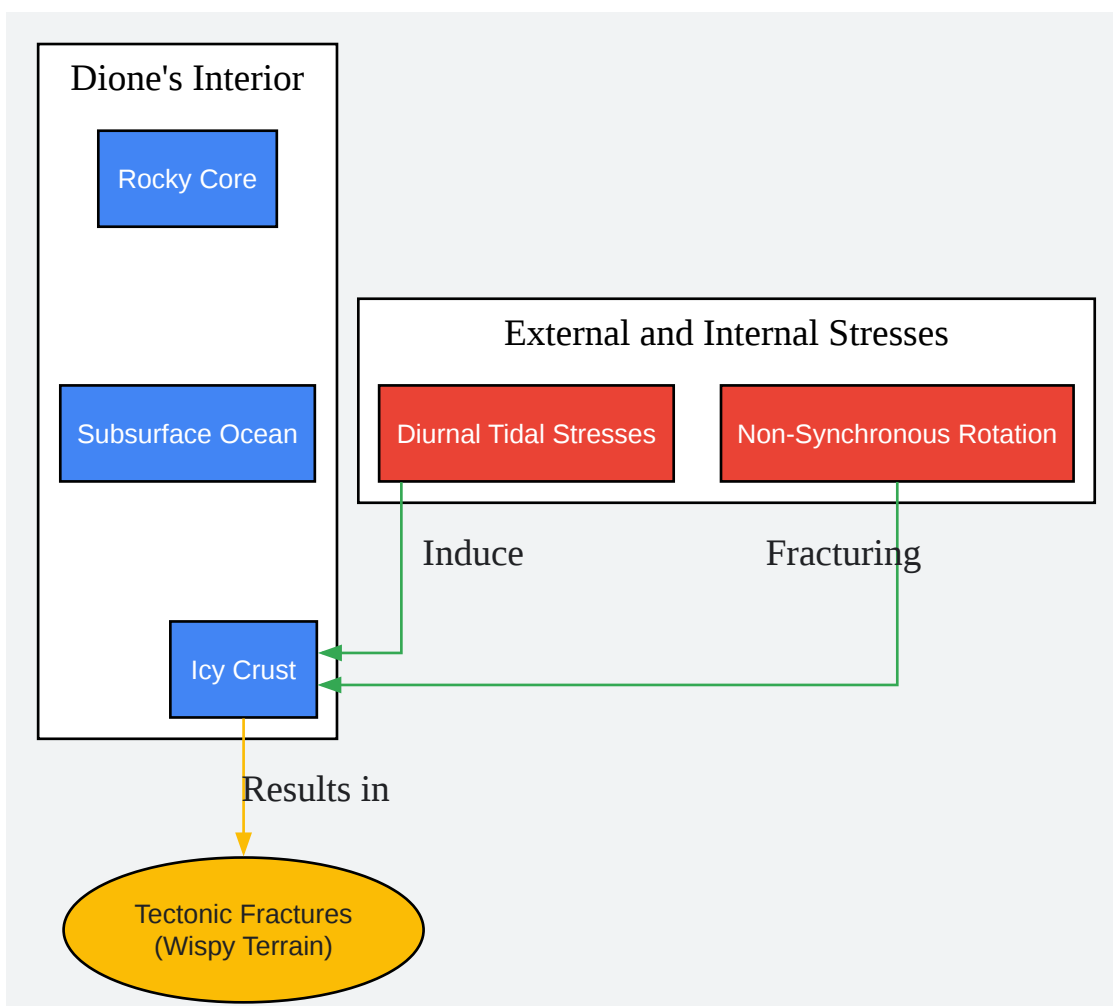 Dione's Interior
Rocky Core
External and Internal Stresses
Subsurface Ocean
Diurnal Tidal Stresses
Non-Synchronous Rotation
Induce
Fracturing
Icy Crust
Results in
Tectonic Fractures
(Wispy Terrain)